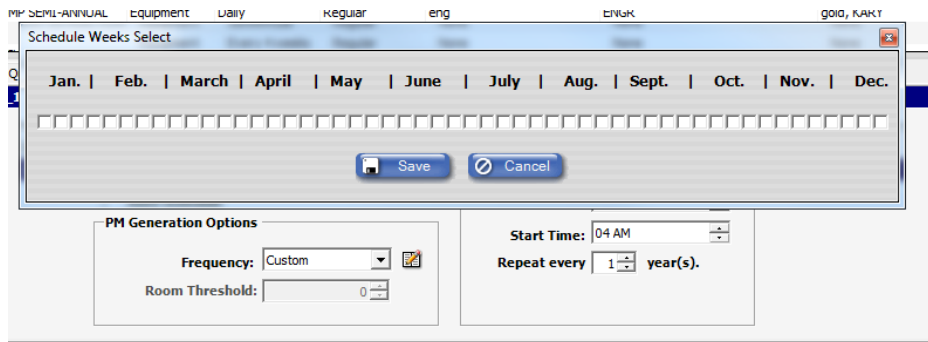 MP SEMI-ANNUAL Equipment Daily Regular eng ENGR gold, KARY
Schedule Weeks Select
Jan. | Feb. | March | April | May | June | July | Aug. | Sept. | Oct. | Nov. | Dec.
Save Cancel
PM Generation Options
Start Time: 04 AM
Frequency: Custom
Repeat every 1 year(s).
Room Threshold: 0